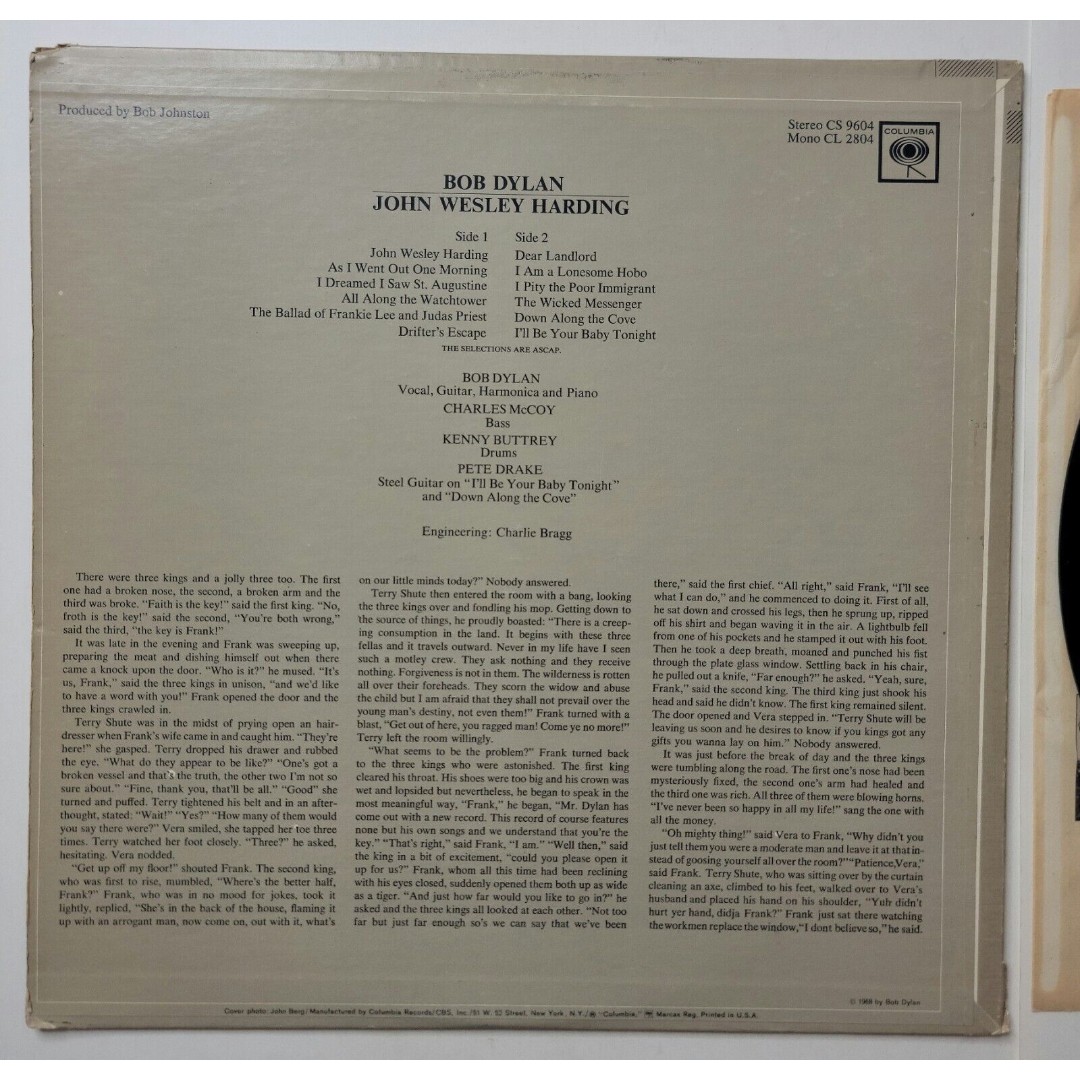 Produced by Bob Johnston
Stereo CS 9604
Mono CL 2804
COLUMBIA
BOB DYLAN
JOHN WESLEY HARDING
Side 1
John Wesley Harding
As I Went Out One Morning
I Dreamed I Saw St. Augustine
All Along the Watchtower
The Ballad of Frankie Lee and Judas Priest
Drifter's Escape
Side 2
Dear Landlord
I Am a Lonesome Hobo
I Pity the Poor Immigrant
The Wicked Messenger
Down Along the Cove
I'll Be Your Baby Tonight
THE SELECTIONS ARE ASCAP.
BOB DYLAN
Vocal, Guitar, Harmonica and Piano
CHARLES McCOY
Bass
KENNY BUTTREY
Drums
PETE DRAKE
Steel Guitar on "I'll Be Your Baby Tonight"
and "Down Along the Cove"
Engineering: Charlie Bragg
There were three kings and a jolly three too. The first
one had a broken nose, the second, a broken arm and the
third was broke. "Faith is the key!" said the first king. "No,
froth is the key!" said the second, "You're both wrong,"
said the third, "the key is Frank!"
It was late in the evening and Frank was sweeping up,
preparing the meat and dishing himself out when there
came a knock upon the door. "Who is it?" he mused. "It's
us, Frank," said the three kings in unison, "and we'd like
to have a word with you!" Frank opened the door and the
three kings crawled in.
Terry Shute was in the midst of prying open an hair-
dresser when Frank's wife came in and caught him. "They're
here!" she gasped. Terry dropped his drawer and rubbed
the eye. "What do they appear to be like?" "One's got a
broken vessel and that's the truth, the other two I'm not so
sure about." "Fine, thank you, that'll be all." "Good" she
turned and puffed. Terry tightened his belt and in an after-
thought, stated: "Wait!" "Yes?" "How many of them would
you say there were?" Vera smiled, she tapped her toe three
times. Terry watched her foot closely. "Three?" he asked,
hesitating. Vera nodded.
"Get up off my floor!" shouted Frank. The second king,
who was first to rise, mumbled, "Where's the better half,
Frank?" Frank, who was in no mood for jokes, took it
lightly, replied, "She's in the back of the house, flaming it
up with an arrogant man, now come on, out with it, what's
on our little minds today?" Nobody answered.
Terry Shute then entered the room with a bang, looking
the three kings over and fondling his mop. Getting down to
the source of things, he proudly boasted: "There is a creep-
ing consumption in the land. It begins with these three
fellas and it travels outward. Never in my life have I seen
such a motley crew. They ask nothing and they receive
nothing. Forgiveness is not in them. The wilderness is rotten
all over their foreheads. They scorn the widow and abuse
the child but I am afraid that they shall not prevail over the
young man's destiny, not even them!" Frank turned with a
blast, "Get out of here, you ragged man! Come ye no more!"
Terry left the room willingly.
"What seems to be the problem?" Frank turned back
to the three kings who were astonished. The first king
cleared his throat. His shoes were too big and his crown was
wet and lopsided but nevertheless, he began to speak in the
most meaningful way, "Frank," he began, "Mr. Dylan has
come out with a new record. This record of course features
none but his own songs and we understand that you're the
key." "That's right," said Frank, "I am." "Well then," said
the king in a bit of excitement, "could you please open it
up for us?" Frank, whom all this time had been reclining
with his eyes closed, suddenly opened them both up as wide
as a tiger. "And just how far would you like to go in?" he
asked and the three kings all looked at each other. "Not too
far but just far enough so's we can say that we've been
there," said the first chief. "All right," said Frank, "I'll see
what I can do," and he commenced to doing it. First of all,
he sat down and crossed his legs, then he sprung up, ripped
off his shirt and began waving it in the air. A lightbulb fell
from one of his pockets and he stamped it out with his foot.
Then he took a deep breath, moaned and punched his fist
through the plate glass window. Settling back in his chair,
he pulled out a knife, "Far enough?" he asked. "Yeah, sure,
Frank," said the second king. The third king just shook his
head and said he didn't know. The first king remained silent.
The door opened and Vera stepped in. "Terry Shute will be
leaving us soon and he desires to know if you kings got any
gifts you wanna lay on him." Nobody answered.
It was just before the break of day and the three kings
were tumbling along the road. The first one's nose had been
mysteriously fixed, the second one's arm had healed and
the third one was rich. All three of them were blowing horns.
"I've never been so happy in all my life!" sang the one with
all the money.
"Oh mighty thing!" said Vera to Frank, "Why didn't you
just tell them you were a moderate man and leave it at that in-
stead of goosing yourself all over the room?" "Patience,Vera,"
said Frank. Terry Shute, who was sitting over by the curtain
cleaning an axe, climbed to his feet, walked over to Vera's
husband and placed his hand on his shoulder, "Yuh didn't
hurt yer hand, didja Frank?" Frank just sat there watching
the workmen replace the window, "I dont believe so," he said.
© 1968 by Bob Dylan
Cover photo: John Berg/Manufactured by Columbia Records/CBS, Inc./51 W. 52 Street, New York, N.Y./® "Columbia," Marcas Reg. Printed in U.S.A.